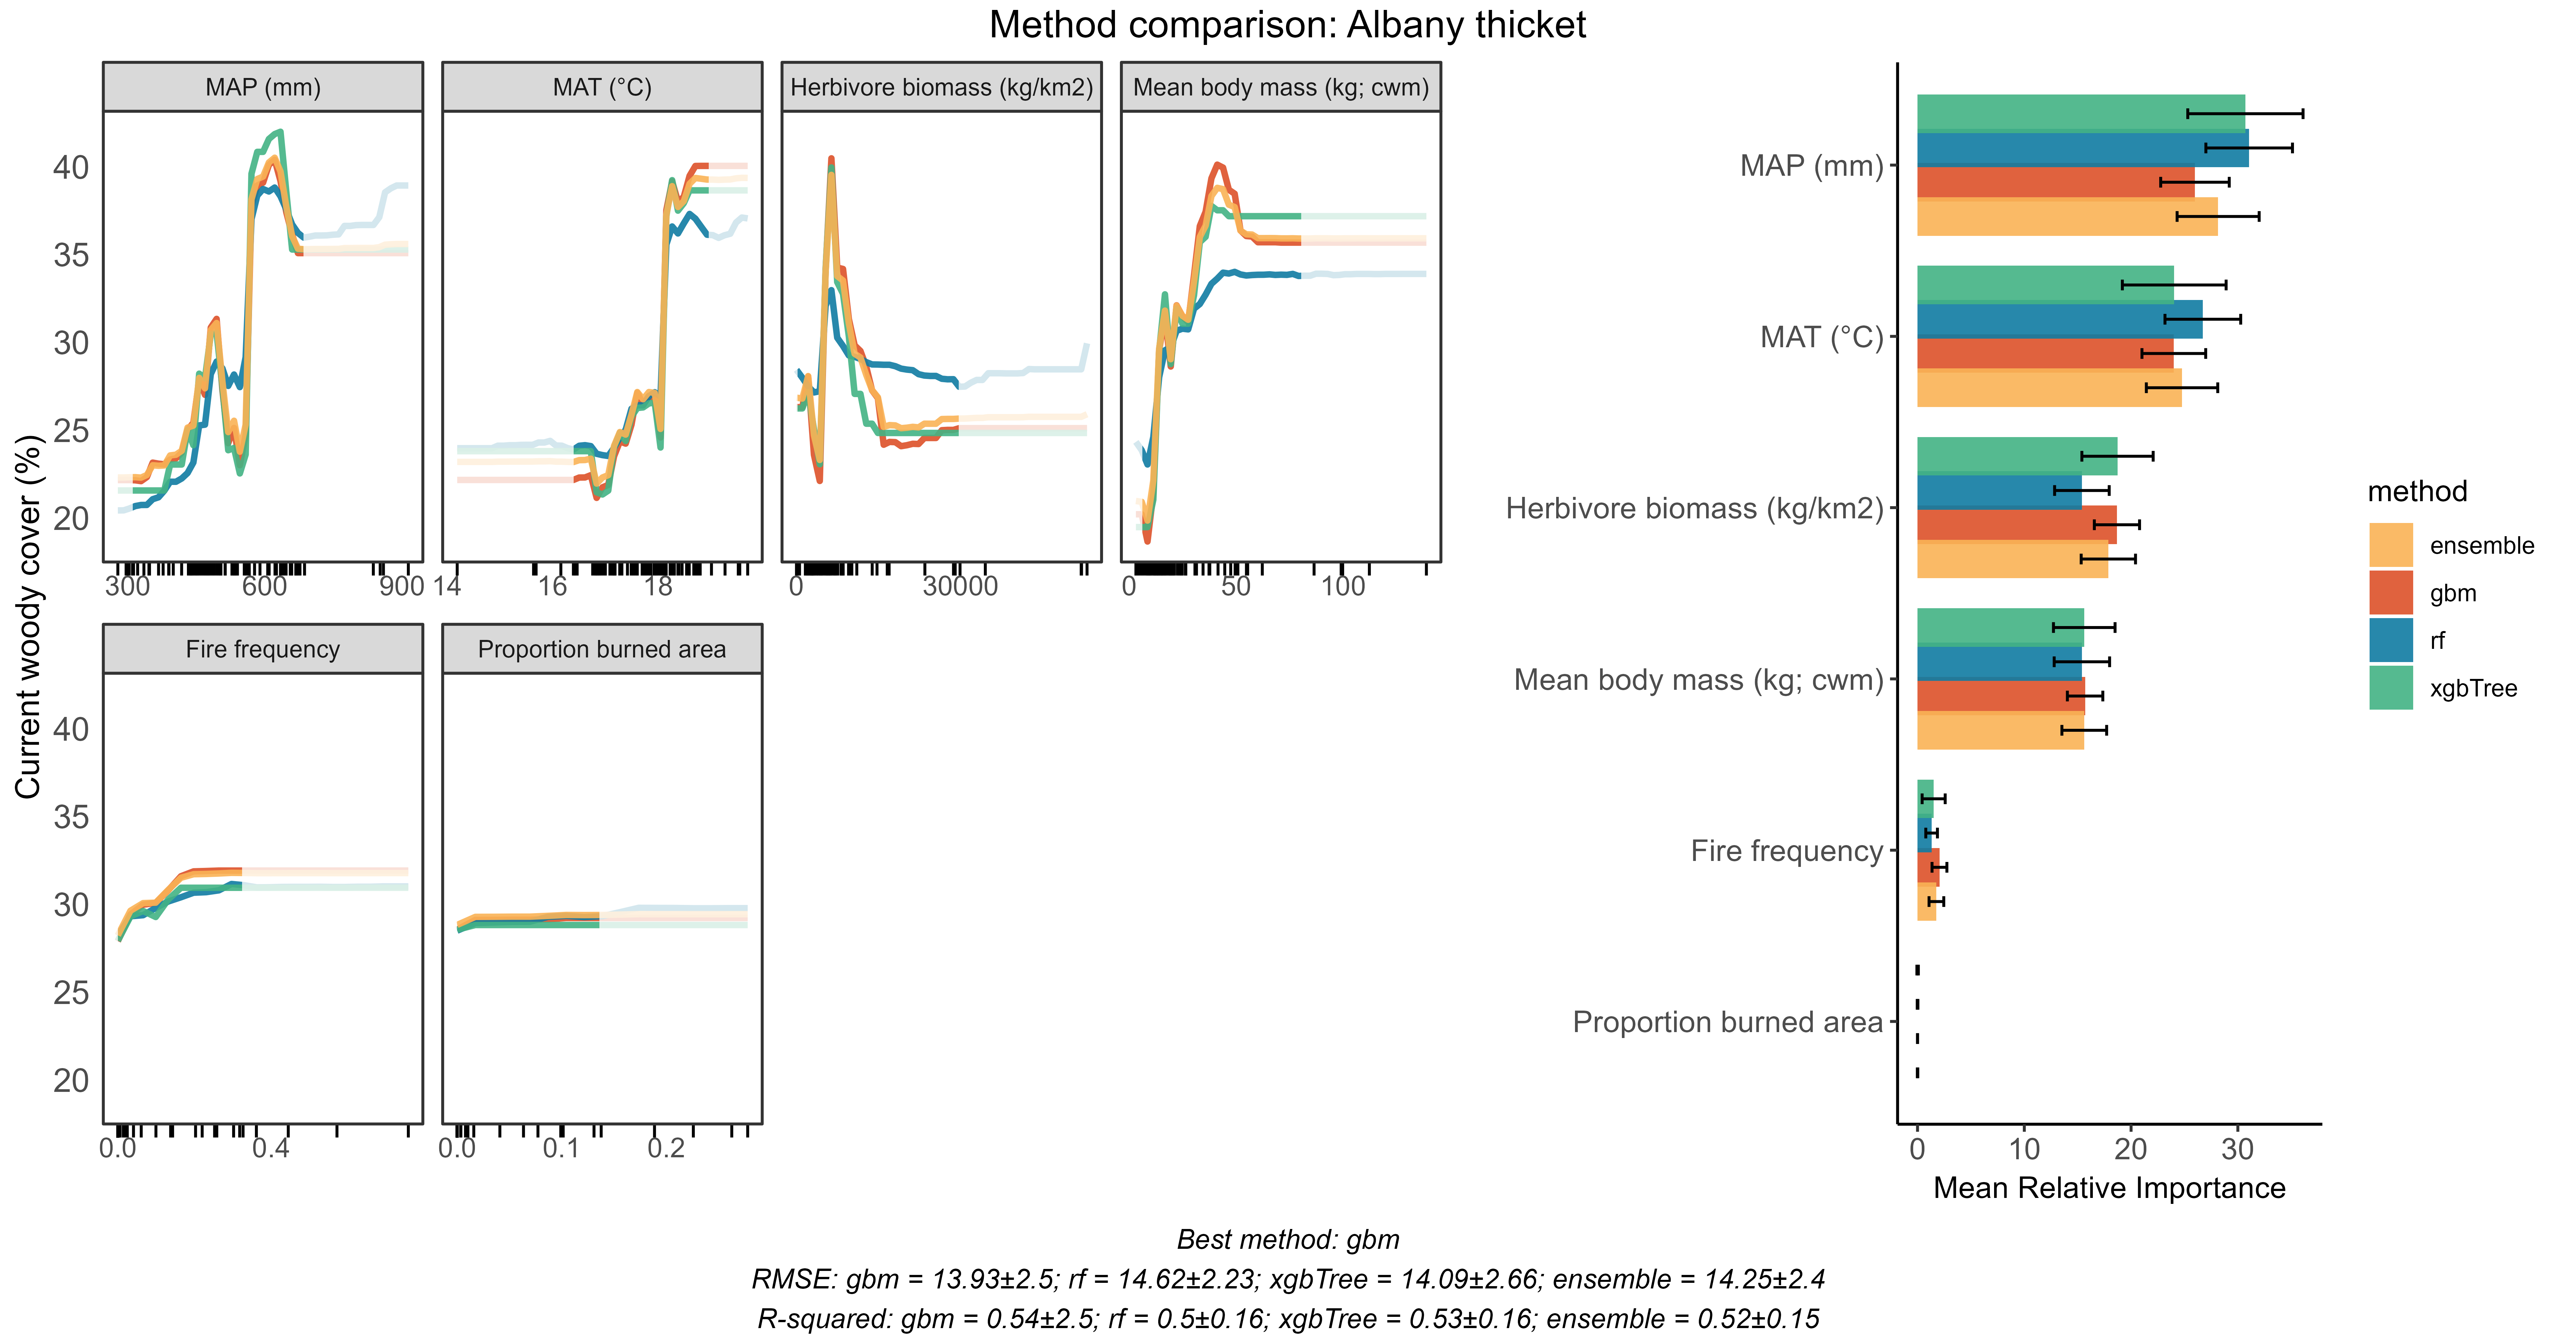 Method comparison: Albany thicket
MAP (mm)
MAT (°C)
Herbivore biomass (kg/km2)
Mean body mass (kg; cwm)
Current woody cover (%)
40
35
30
25
20
300 600 900
14 16 18
0 30000
0 50 100
Fire frequency
Proportion burned area
40
35
30
25
20
0.0 0.4
0.0 0.1 0.2
MAP (mm)
MAT (°C)
Herbivore biomass (kg/km2)
Mean body mass (kg; cwm)
Fire frequency
Proportion burned area
0 10 20 30
Mean Relative Importance
method
ensemble
gbm
rf
xgbTree
Best method: gbm
RMSE: gbm = 13.93±2.5; rf = 14.62±2.23; xgbTree = 14.09±2.66; ensemble = 14.25±2.4
R-squared: gbm = 0.54±2.5; rf = 0.5±0.16; xgbTree = 0.53±0.16; ensemble = 0.52±0.15